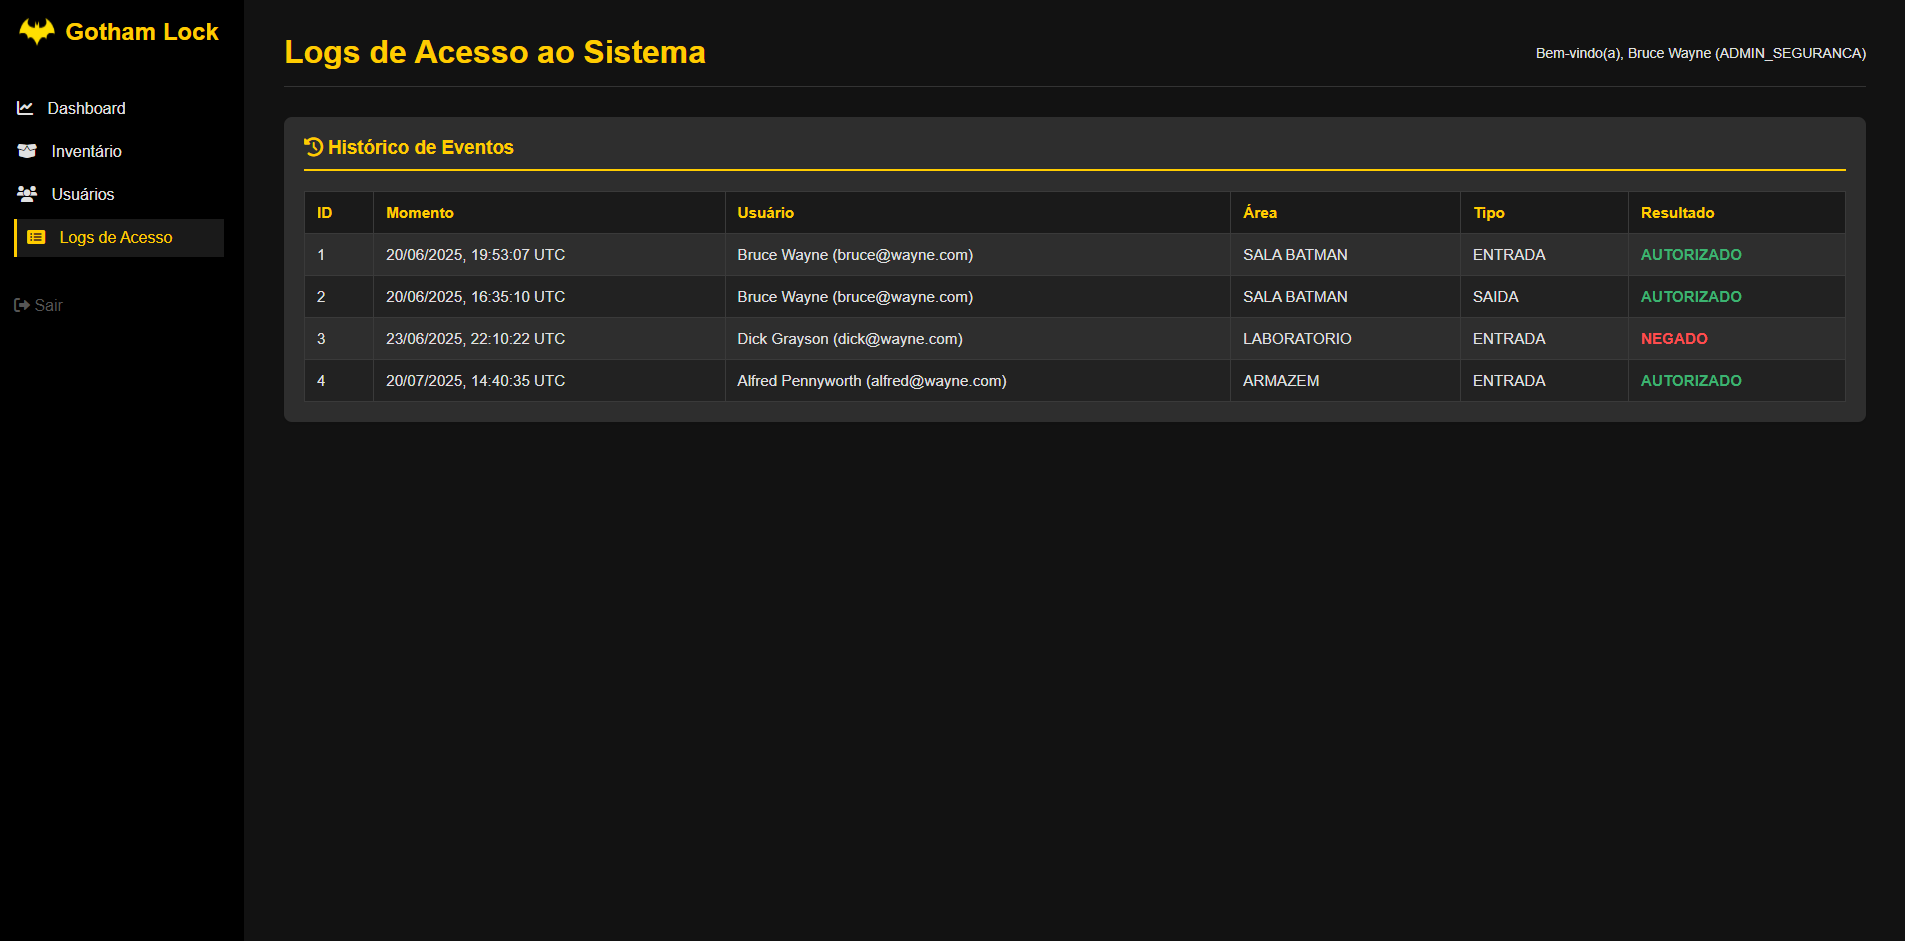 Gotham Lock
Dashboard
Inventário
Usuários
Logs de Acesso
Sair
Logs de Acesso ao Sistema
Bem-vindo(a), Bruce Wayne (ADMIN_SEGURANCA)
Histórico de Eventos
ID Momento Usuário Área Tipo Resultado
1 20/06/2025, 19:53:07 UTC Bruce Wayne (bruce@wayne.com) SALA BATMAN ENTRADA AUTORIZADO
2 20/06/2025, 16:35:10 UTC Bruce Wayne (bruce@wayne.com) SALA BATMAN SAIDA AUTORIZADO
3 23/06/2025, 22:10:22 UTC Dick Grayson (dick@wayne.com) LABORATORIO ENTRADA NEGADO
4 20/07/2025, 14:40:35 UTC Alfred Pennyworth (alfred@wayne.com) ARMAZEM ENTRADA AUTORIZADO